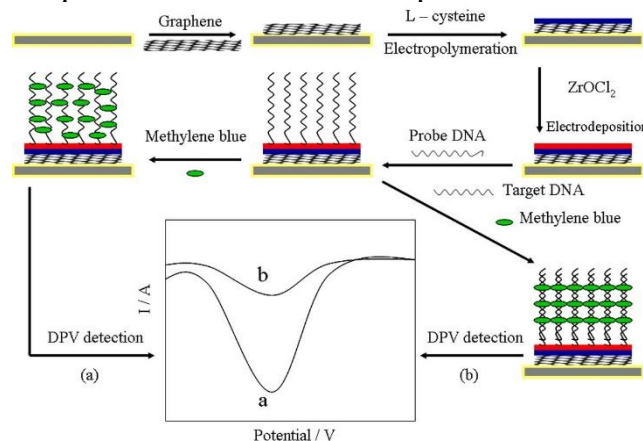 Graphene
L – cysteine
Electropolymeration
ZrOCl₂
Electrodeposition
Methylene blue
Probe DNA
Target DNA
Methylene blue
I / A
b
a
DPV detection
(a)
DPV detection
(b)
Potential / V